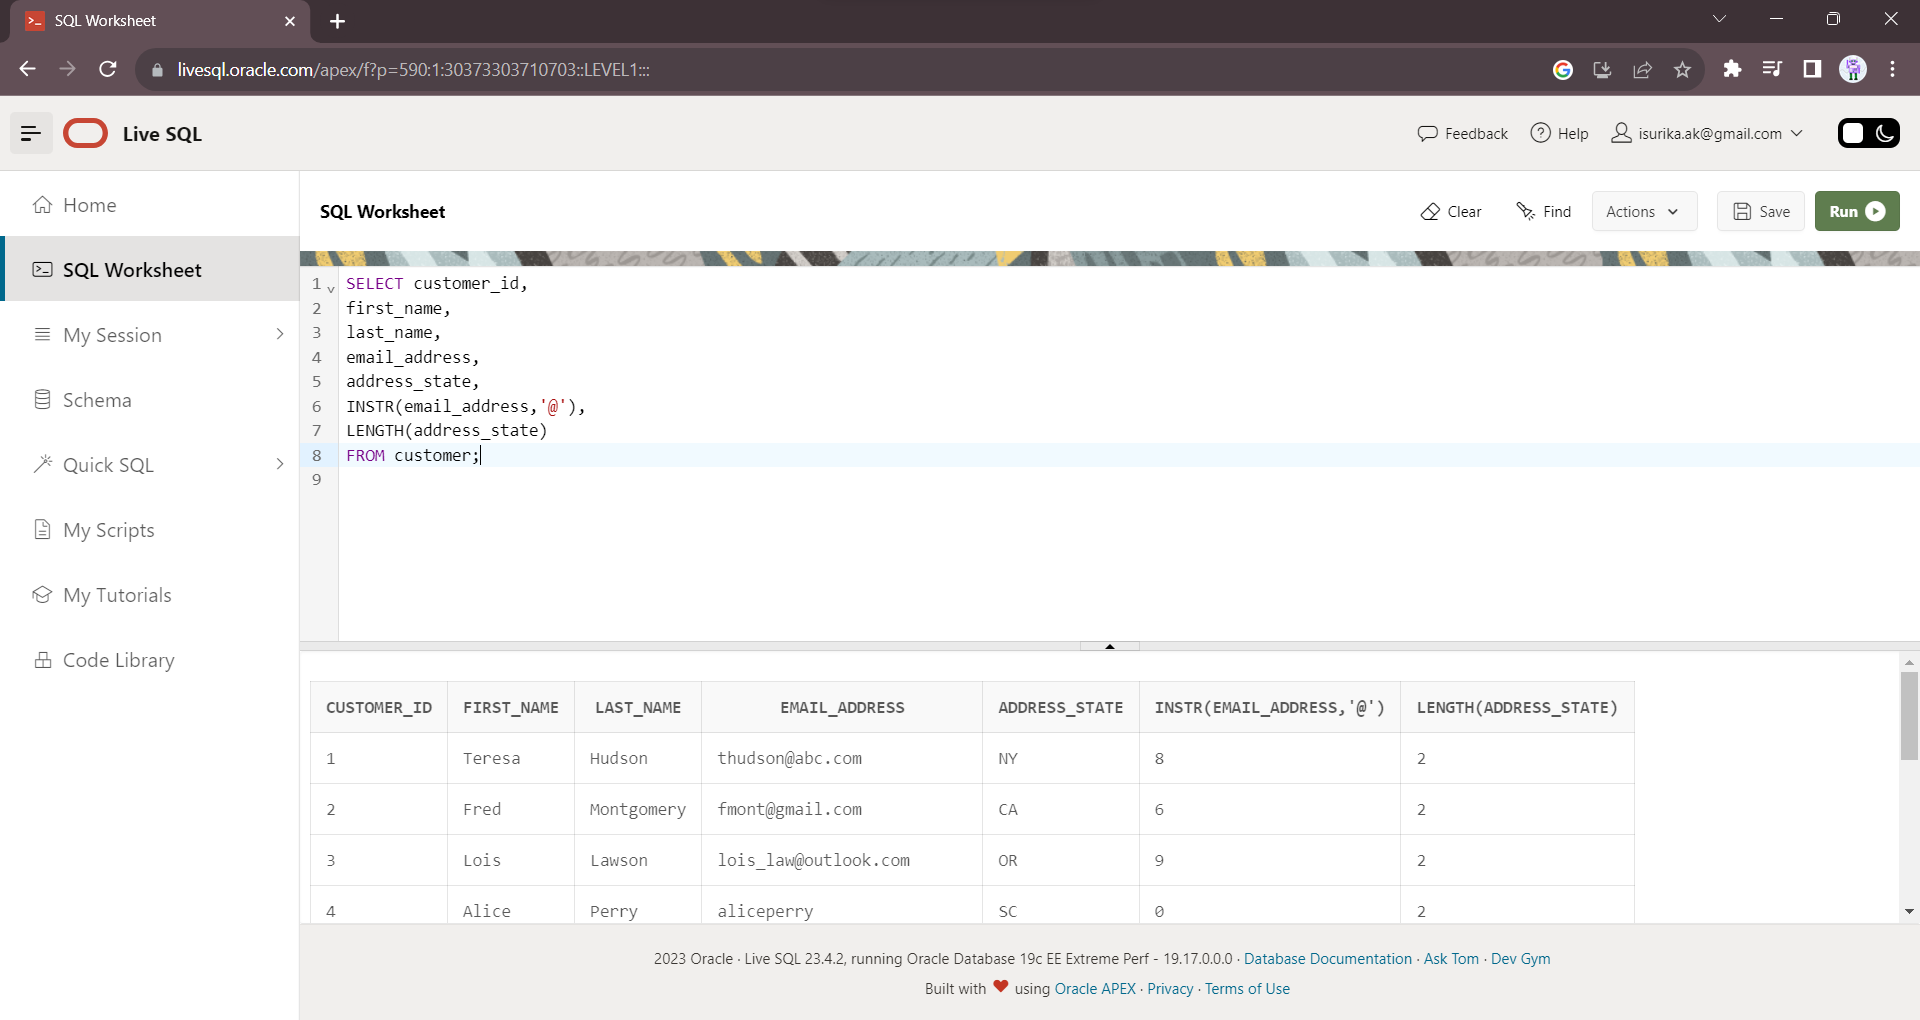 SQL Worksheet
livesql.oracle.com/apex/f?p=590:1:30373303710703::LEVEL1:::
Live SQL
Feedback
Help
isurika.ak@gmail.com
Home
SQL Worksheet
My Session
Schema
Quick SQL
My Scripts
My Tutorials
Code Library
SQL Worksheet
Clear
Find
Actions
Save
Run
1 SELECT customer_id,
2 first_name,
3 last_name,
4 email_address,
5 address_state,
6 INSTR(email_address,'@'),
7 LENGTH(address_state)
8 FROM customer;
9
CUSTOMER_ID FIRST_NAME LAST_NAME EMAIL_ADDRESS ADDRESS_STATE INSTR(EMAIL_ADDRESS,'@') LENGTH(ADDRESS_STATE)
1 Teresa Hudson thudson@abc.com NY 8 2
2 Fred Montgomery fmont@gmail.com CA 6 2
3 Lois Lawson lois_law@outlook.com OR 9 2
4 Alice Perry aliceperry SC 0 2
2023 Oracle · Live SQL 23.4.2, running Oracle Database 19c EE Extreme Perf - 19.17.0.0.0 · Database Documentation · Ask Tom · Dev Gym
Built with ❤ using Oracle APEX · Privacy · Terms of Use